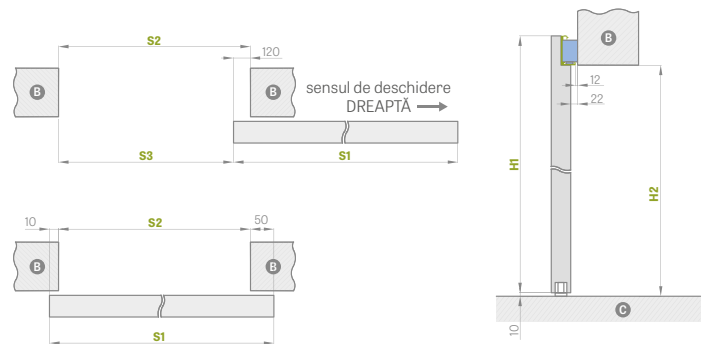 S2
120
B
B
sensul de deschidere
DREAPTĂ
S3
S1
10
S2
50
B
B
S1
B
12
22
H1
H2
10
C